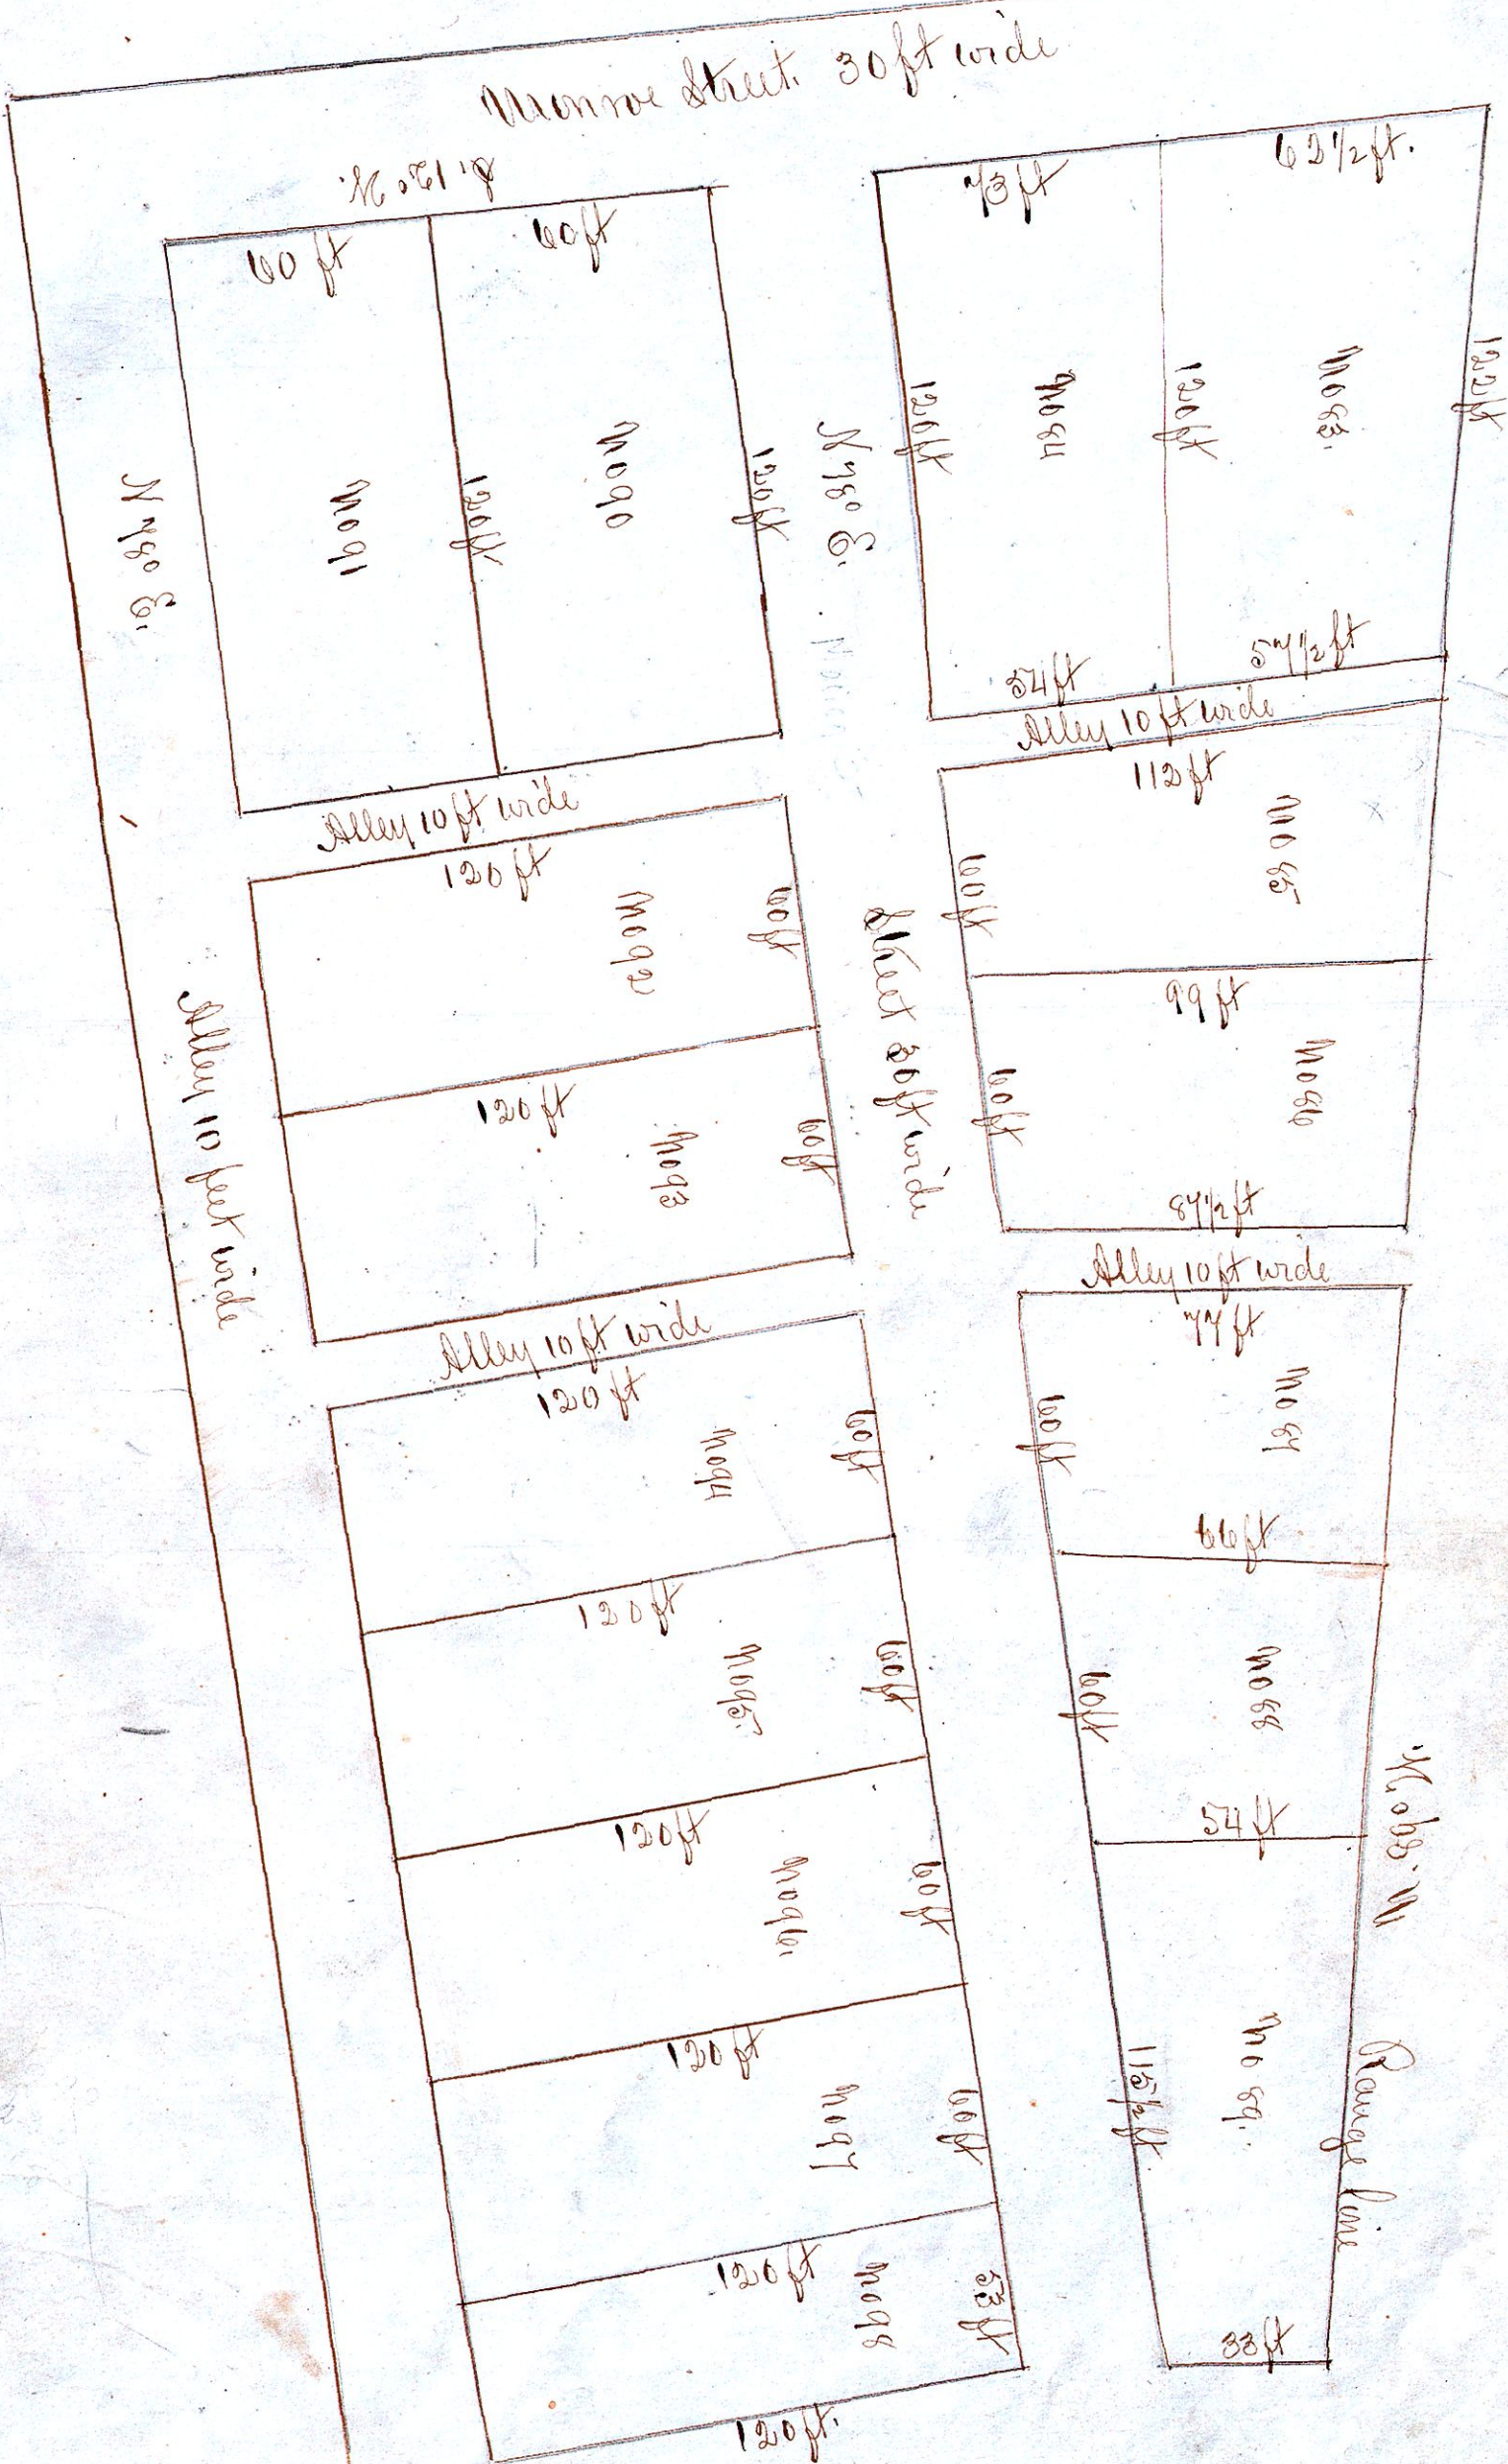 Monroe Street. 30 ft wide
S. 12° W.
60 ft
60 ft
73 ft
62 1/2 ft.
No 91
120 ft
No 90
120 ft
N 78° E.
N 78° E.
120 ft
No 84
120 ft
No 83.
122 ft
54 ft
57 1/2 ft
Alley 10 ft wide
Alley 10 ft wide
112 ft
No 85
60 ft
120 ft
No 92
60 ft
Street 30 ft wide
99 ft
No 86
60 ft
Alley 10 feet wide
120 ft
No 93
60 ft
87 1/2 ft
Alley 10 ft wide
Alley 10 ft wide
77 ft
No 87
60 ft
120 ft
No 94
60 ft
66 ft
120 ft
No 95.
60 ft
No 88
60 ft
54 ft
120 ft
No 96.
60 ft
Range line
120 ft
No 97
60 ft
No 89.
115 1/2 ft
120 ft
No 98
53 ft
33 ft
120 ft.